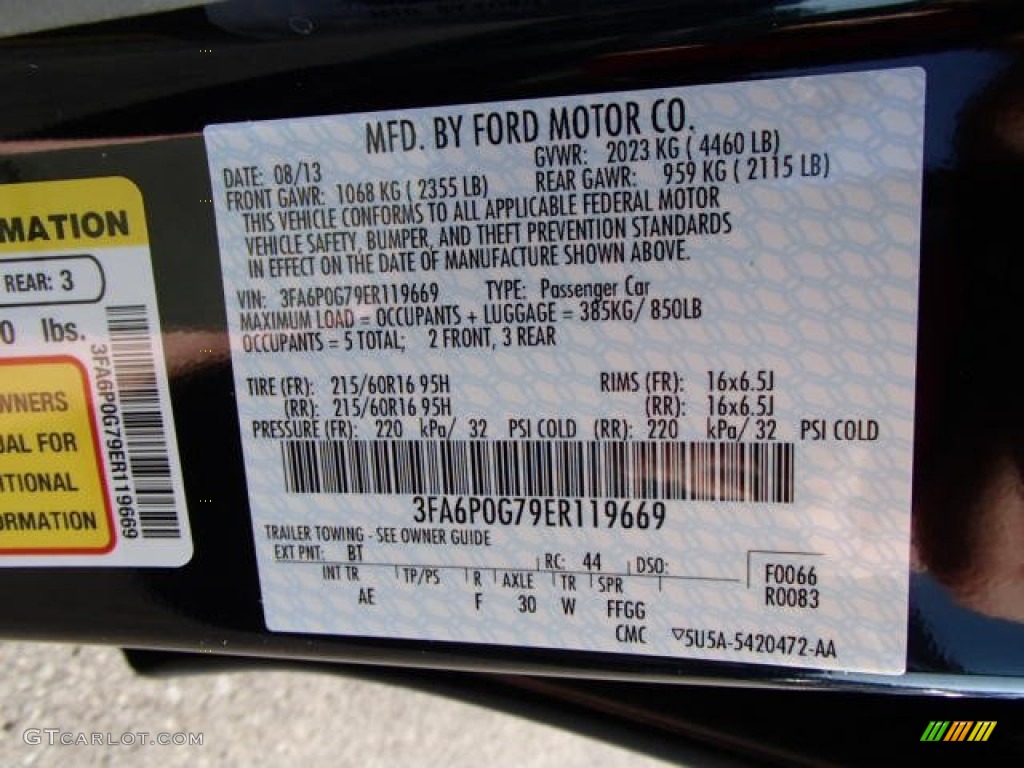 MFD. BY FORD MOTOR CO.
DATE: 08/13 GVWR: 2023 KG ( 4460 LB)
FRONT GAWR: 1068 KG ( 2355 LB) REAR GAWR: 959 KG ( 2115 LB)
THIS VEHICLE CONFORMS TO ALL APPLICABLE FEDERAL MOTOR
VEHICLE SAFETY, BUMPER, AND THEFT PREVENTION STANDARDS
IN EFFECT ON THE DATE OF MANUFACTURE SHOWN ABOVE.
VIN: 3FA6P0G79ER119669 TYPE: Passenger Car
MAXIMUM LOAD = OCCUPANTS + LUGGAGE = 385KG/ 850LB
OCCUPANTS = 5 TOTAL; 2 FRONT, 3 REAR
TIRE (FR): 215/60R16 95H RIMS (FR): 16x6.5J
(RR): 215/60R16 95H (RR): 16x6.5J
PRESSURE (FR): 220 kPa/ 32 PSI COLD (RR): 220 kPa/ 32 PSI COLD
3FA6P0G79ER119669
TRAILER TOWING - SEE OWNER GUIDE
EXT PNT: BT RC: 44 DSO:
INT TR TP/PS R AXLE TR SPR
AE F 30 W FFGG
F0066
R0083
CMC ▽5U5A-5420472-AA
MATION
REAR: 3
0 lbs.
WNERS
UAL FOR
ITIONAL
ORMATION
3FA6P0G79ER119669
GTCARLOT.COM